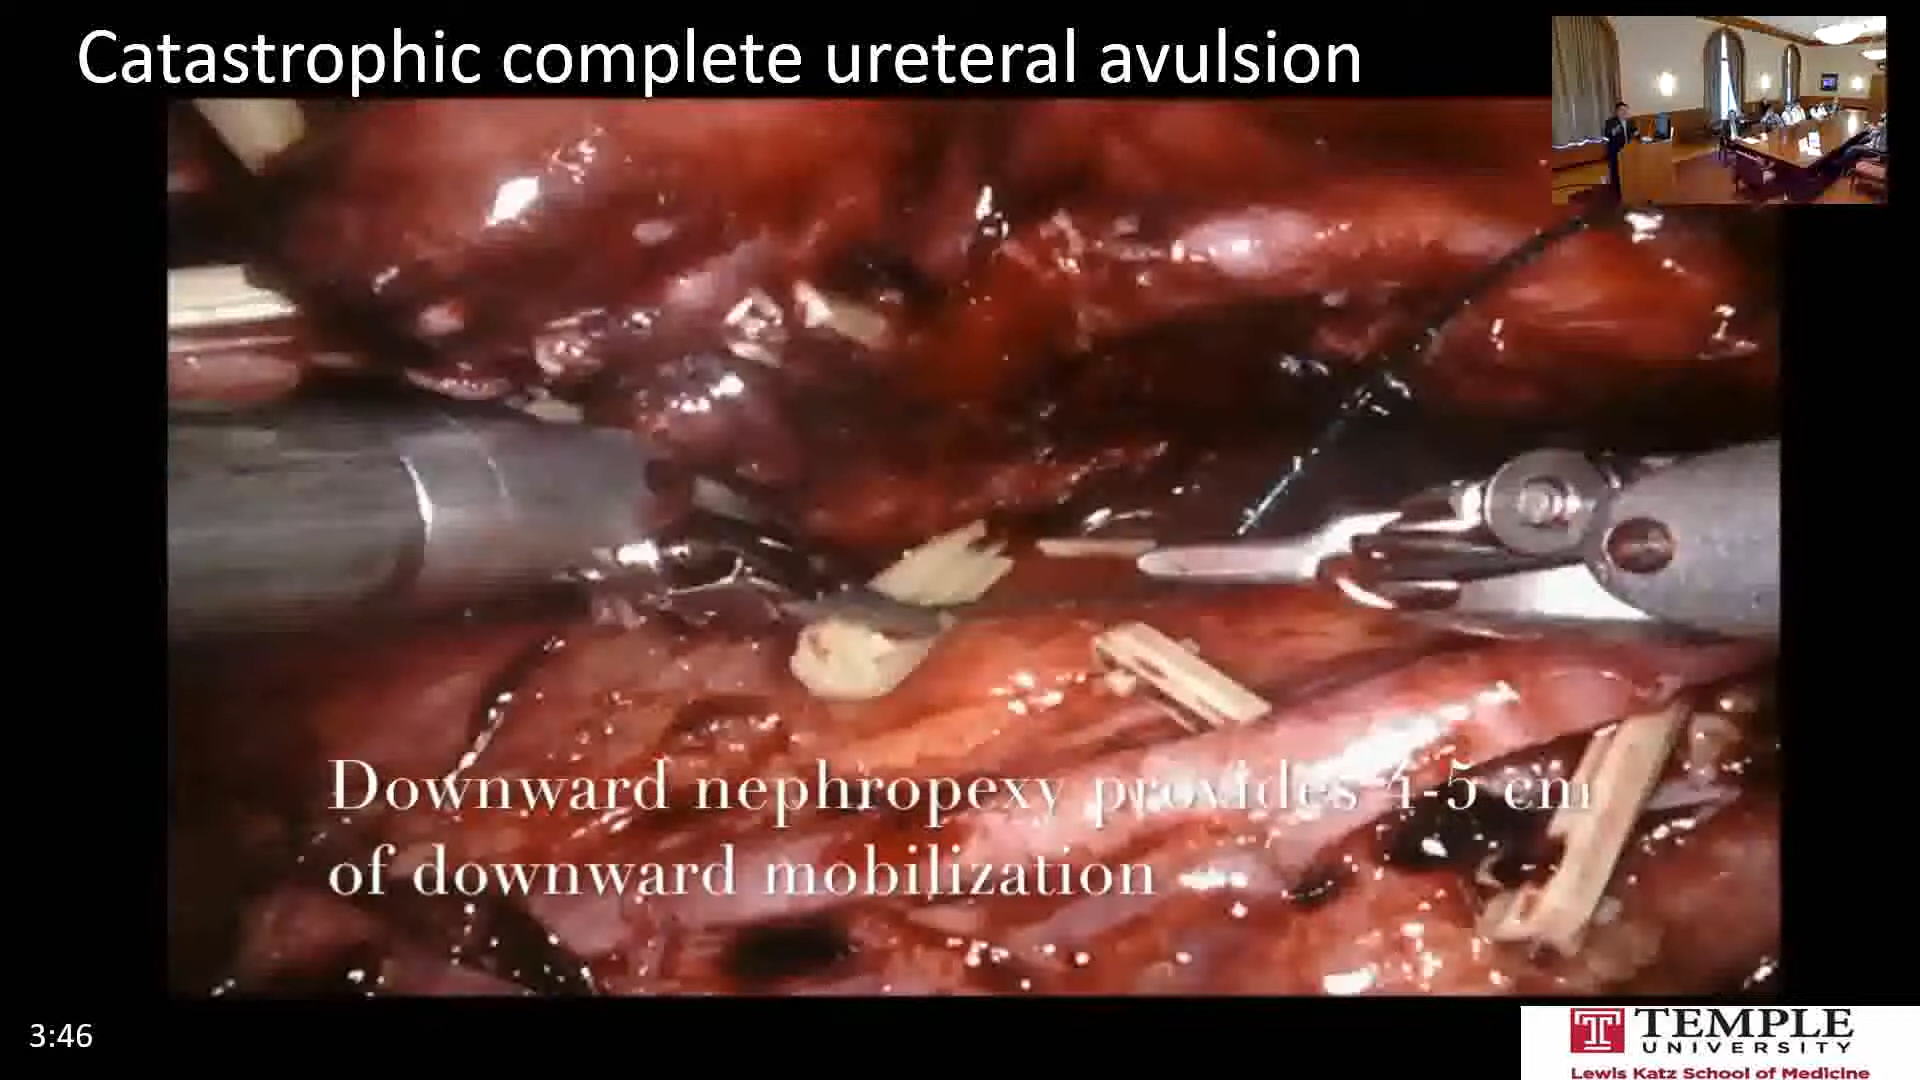 Catastrophic complete ureteral avulsion
Downward nephropexy provides 4-5 cm
of downward mobilization
3:46
TEMPLE
UNIVERSITY
Lewis Katz School of Medicine